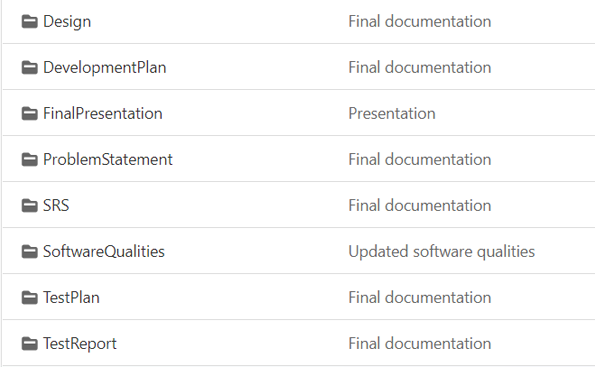 Design Final documentation
DevelopmentPlan Final documentation
FinalPresentation Presentation
ProblemStatement Final documentation
SRS Final documentation
SoftwareQualities Updated software qualities
TestPlan Final documentation
TestReport Final documentation